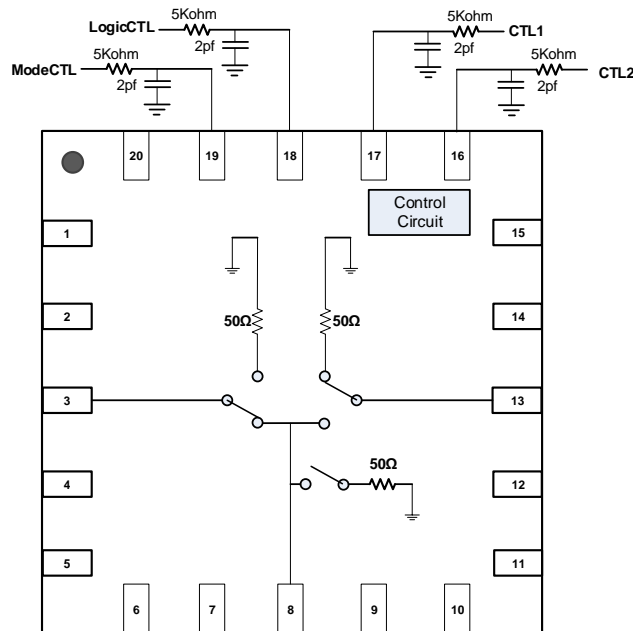 LogicCTL
5Kohm
2pf
5Kohm
CTL1
2pf
ModeCTL
5Kohm
2pf
5Kohm
CTL2
2pf
20
19
18
17
16
Control
Circuit
1
15
2
14
50Ω
50Ω
3
13
50Ω
4
12
5
11
6
7
8
9
10